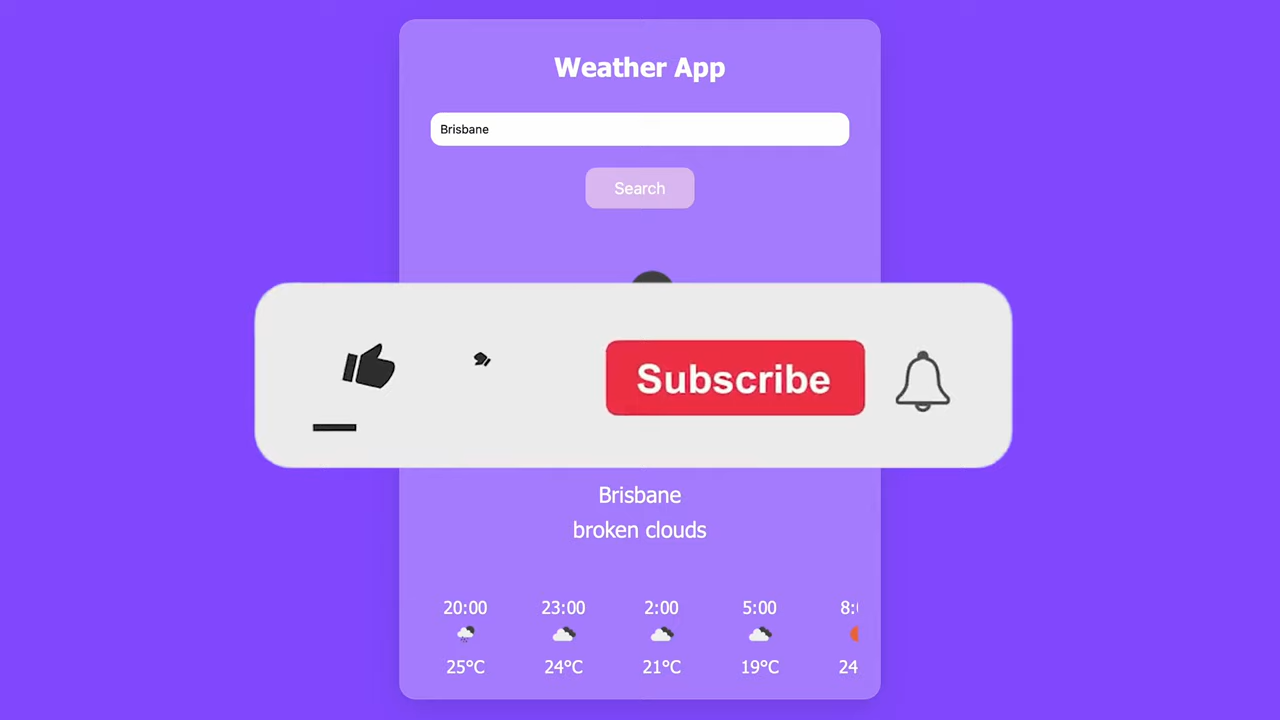 Weather App
Brisbane
Search
Subscribe
Brisbane
broken clouds
20:00 23:00 2:00 5:00
25°C 24°C 21°C 19°C 24